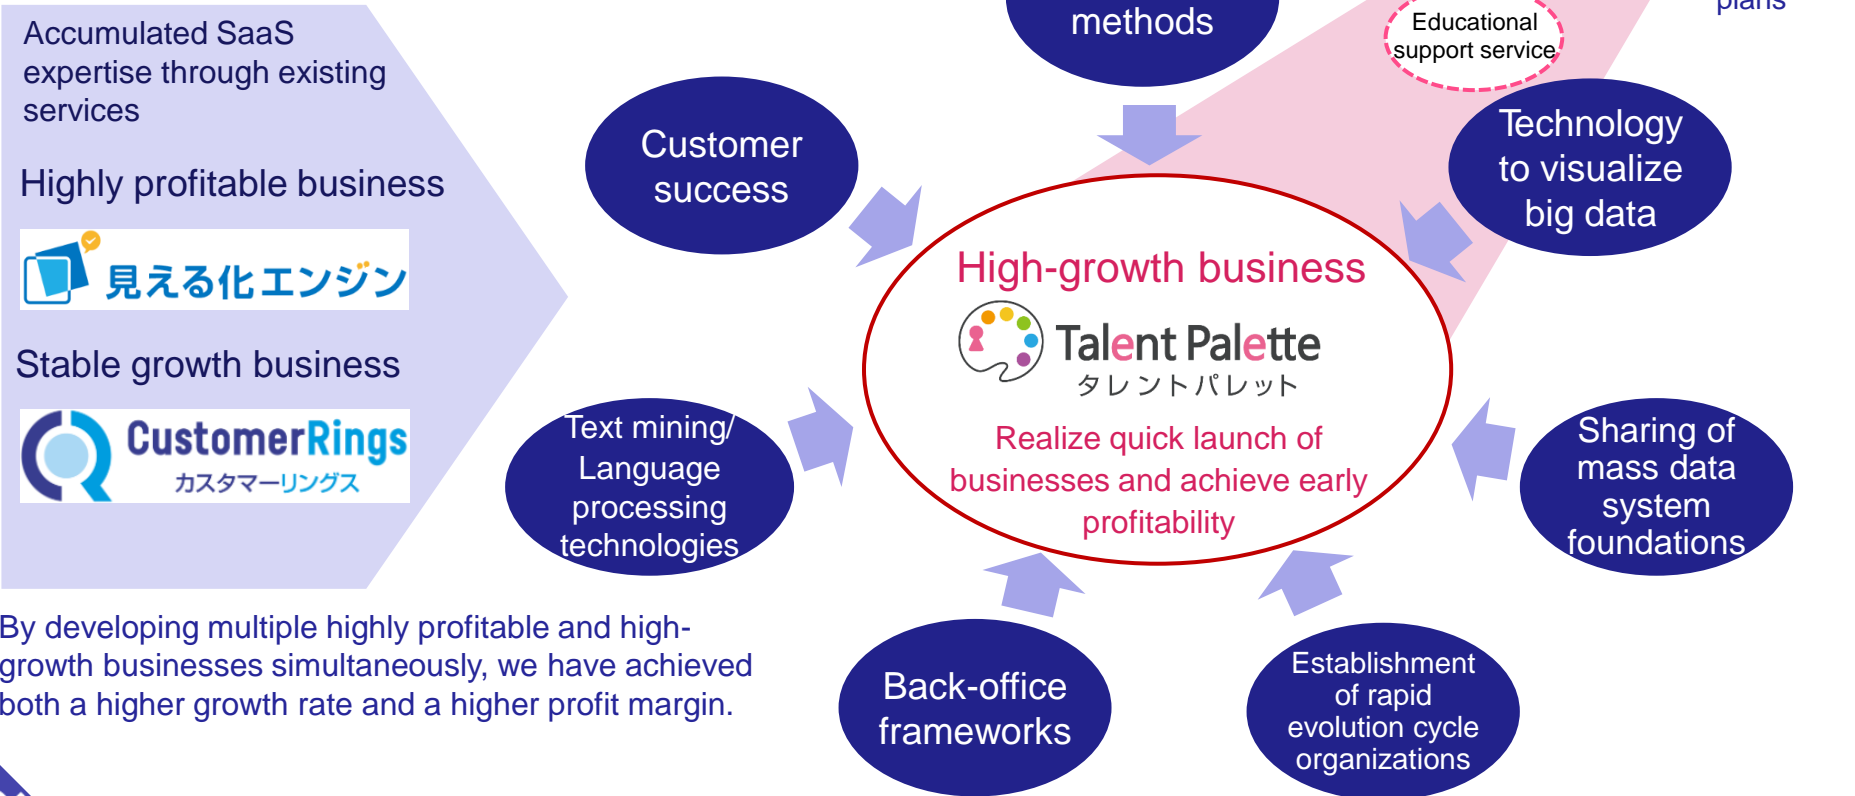 Accumulated SaaS
expertise through existing
services
Highly profitable business
見える化エンジン
Stable growth business
CustomerRings
カスタマーリングス
By developing multiple highly profitable and high-
growth businesses simultaneously, we have achieved
both a higher growth rate and a higher profit margin.
methods
Educational
support service
plans
Customer
success
Technology
to visualize
big data
High-growth business
Talent Palette
タレントパレット
Realize quick launch of
businesses and achieve early
profitability
Text mining/
Language
processing
technologies
Sharing of
mass data
system
foundations
Back-office
frameworks
Establishment
of rapid
evolution cycle
organizations